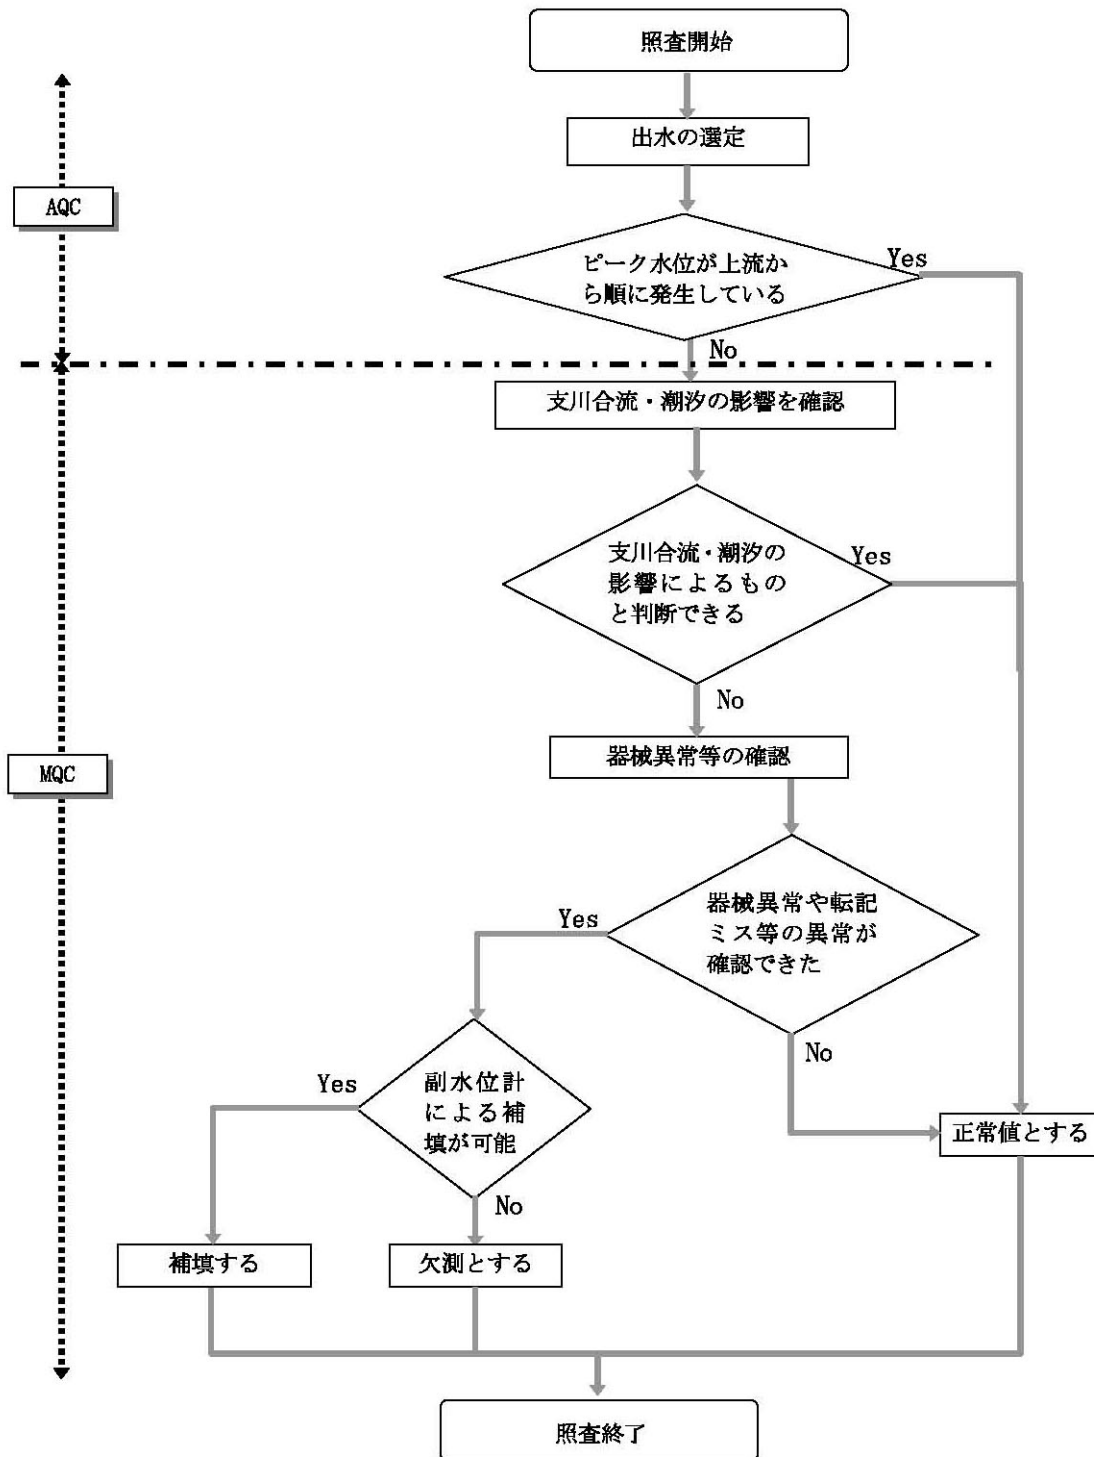 照査開始
出水の選定
AQC
ピーク水位が上流か
ら順に発生している
Yes
No
支川合流・潮汐の影響を確認
支川合流・潮汐の
影響によるもの
と判断できる
Yes
No
器械異常等の確認
MQC
器械異常や転記
ミス等の異常が
確認できた
Yes
No
副水位計
による補
填が可能
Yes
No
正常値とする
補填する
欠測とする
照査終了